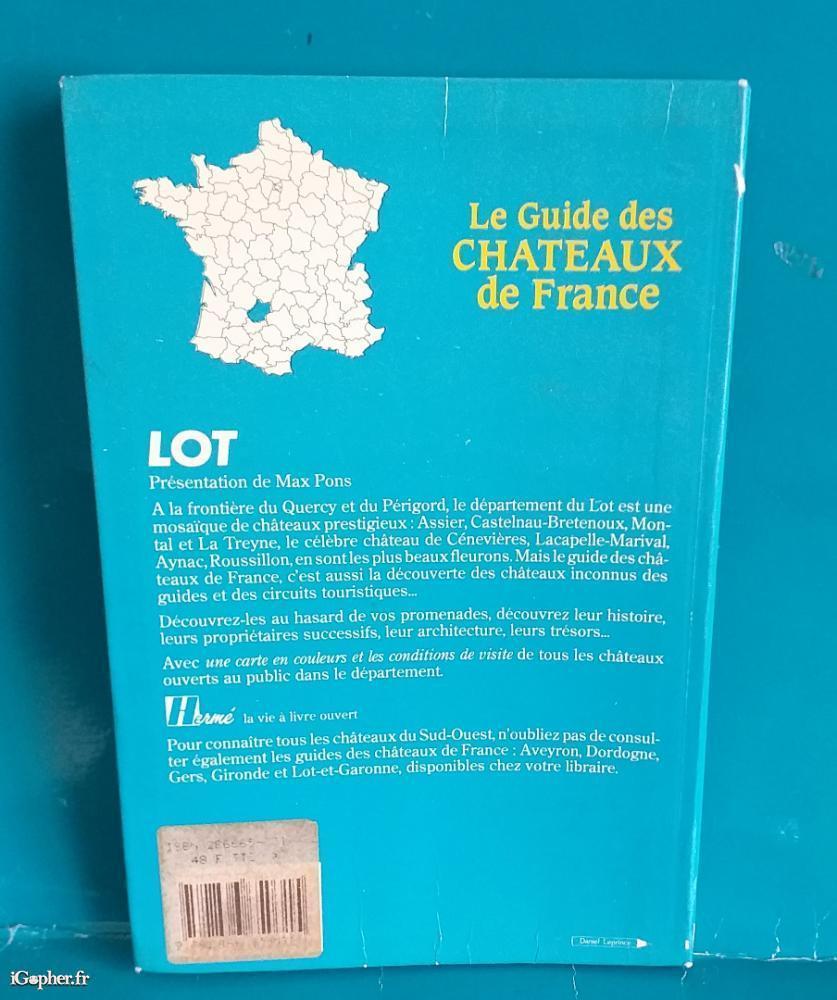 Le Guide des
CHATEAUX
de France
LOT
Présentation de Max Pons
A la frontière du Quercy et du Périgord, le département du Lot est une
mosaïque de châteaux prestigieux : Assier, Castelnau-Bretenoux, Mon-
tal et La Treyne, le célèbre château de Cénevières, Lacapelle-Marival,
Aynac, Roussillon, en sont les plus beaux fleurons. Mais le guide des châ-
teaux de France, c'est aussi la découverte des châteaux inconnus des
guides et des circuits touristiques...
Découvrez-les au hasard de vos promenades, découvrez leur histoire,
leurs propriétaires successifs, leur architecture, leurs trésors...
Avec une carte en couleurs et les conditions de visite de tous les châteaux
ouverts au public dans le département.
Hermé la vie à livre ouvert
Pour connaître tous les châteaux du Sud-Ouest, n'oubliez pas de consul-
ter également les guides des châteaux de France : Aveyron, Dordogne,
Gers, Gironde et Lot-et-Garonne, disponibles chez votre libraire.
ISBN
48 F
Daniel Leprince
iGopher.fr